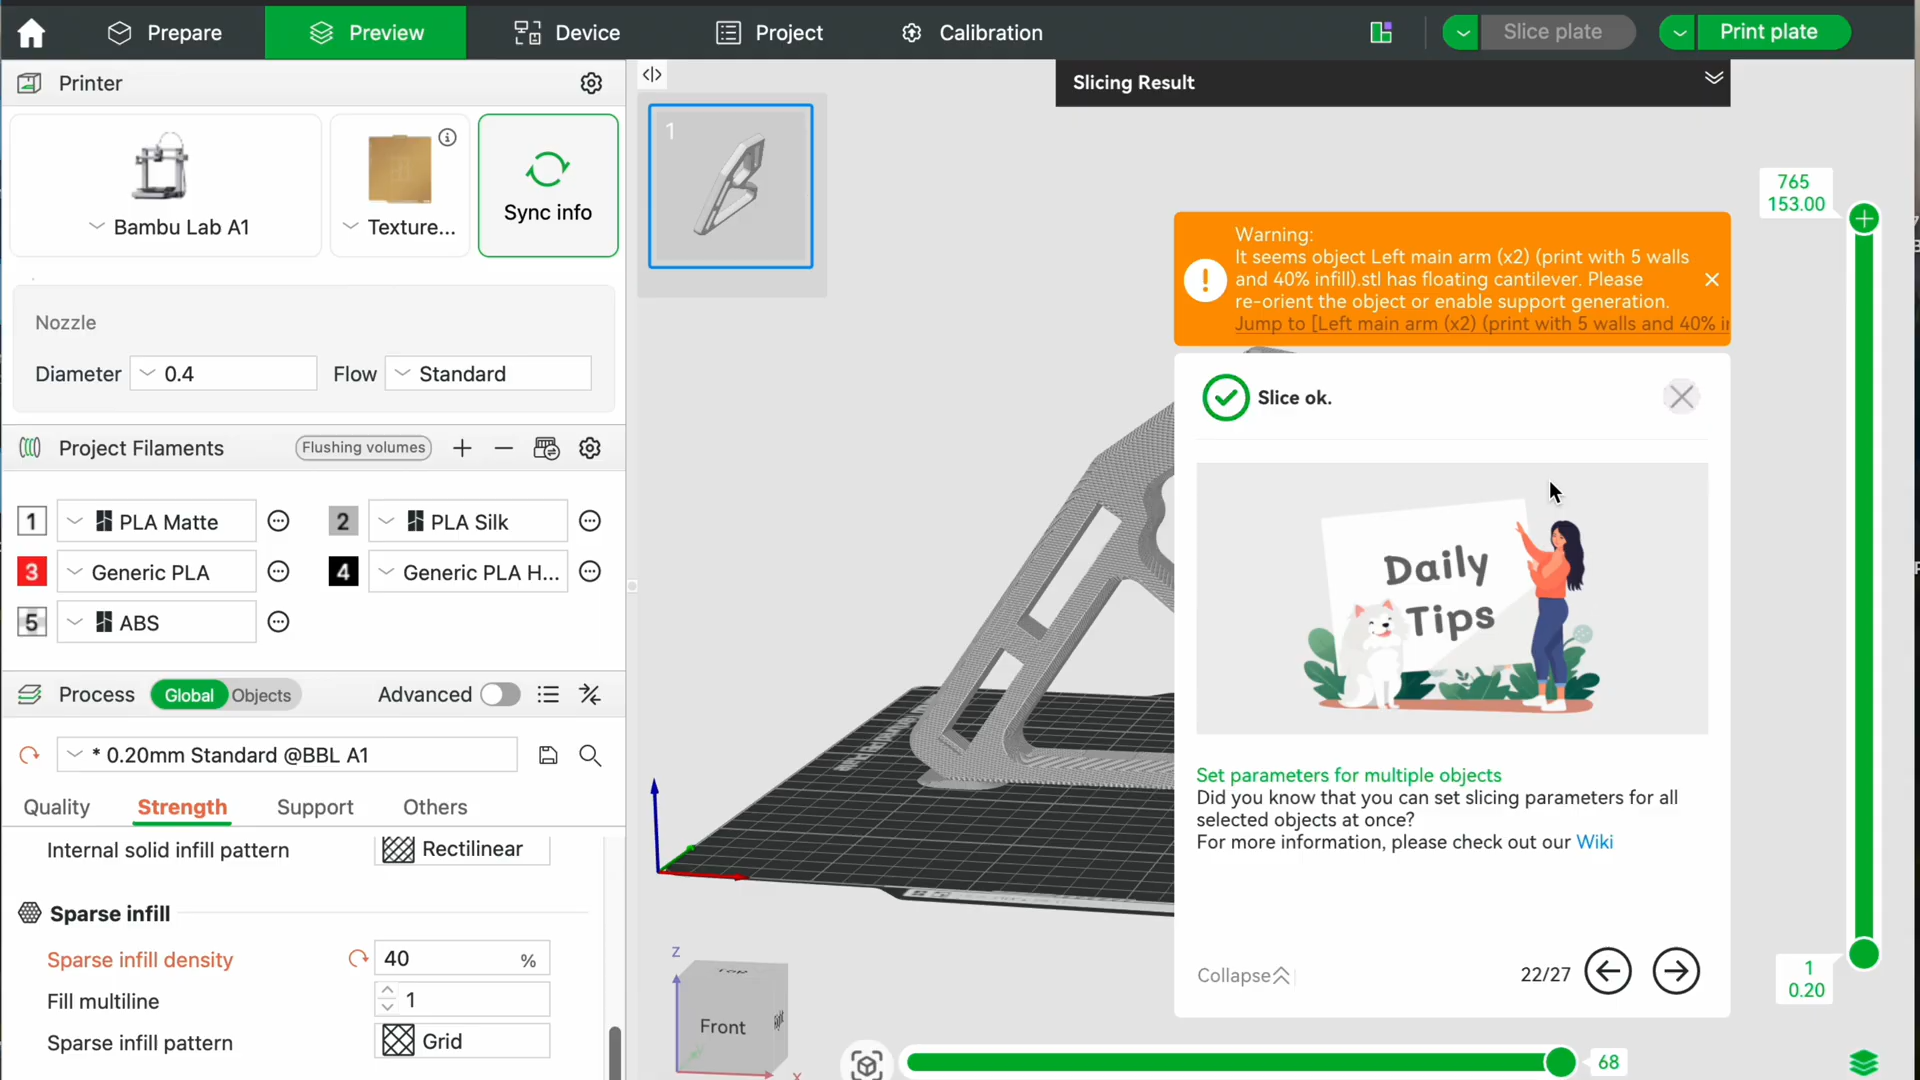 Prepare
Preview
Device
Project
Calibration
Slice plate
Print plate
Printer
Bambu Lab A1
Texture...
Sync info
Nozzle
Diameter
0.4
Flow
Standard
Project Filaments
Flushing volumes
1
PLA Matte
2
PLA Silk
3
Generic PLA
4
Generic PLA H...
5
ABS
Process
Global
Objects
Advanced
* 0.20mm Standard @BBL A1
Quality
Strength
Support
Others
Internal solid infill pattern
Rectilinear
Sparse infill
Sparse infill density
40
%
Fill multiline
1
Sparse infill pattern
Grid
1
Slicing Result
Warning:
It seems object Left main arm (x2) (print with 5 walls
and 40% infill).stl has floating cantilever. Please
re-orient the object or enable support generation.
Jump to [Left main arm (x2) (print with 5 walls and 40% in
Slice ok.
Daily
Tips
Set parameters for multiple objects
Did you know that you can set slicing parameters for all
selected objects at once?
For more information, please check out our Wiki
Collapse
22/27
765
153.00
1
0.20
Z
Top
Front
Right
X
68